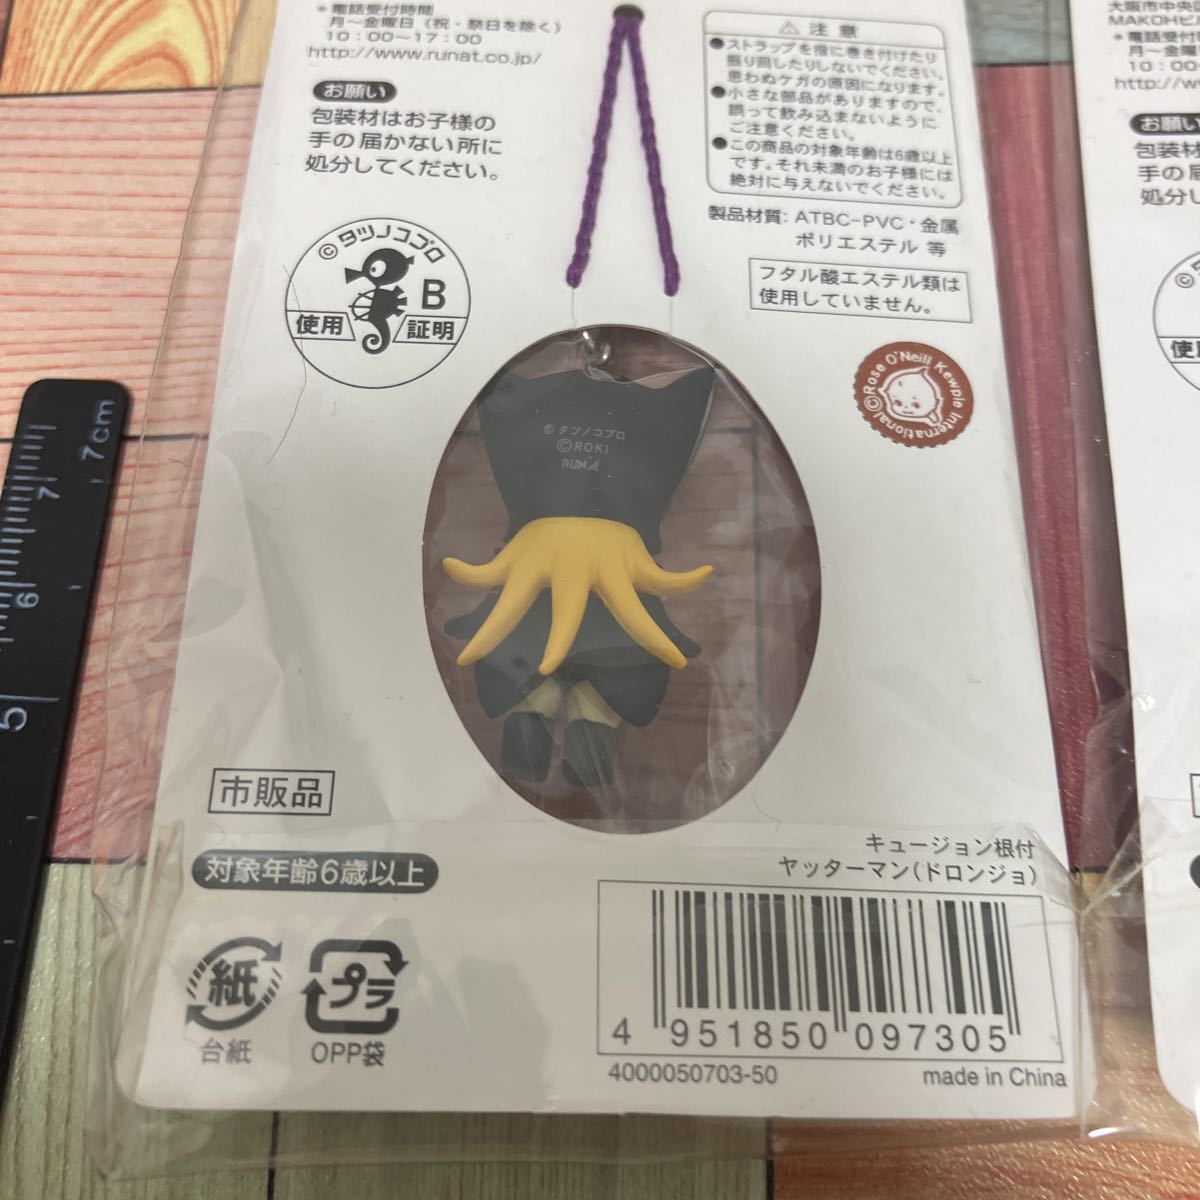 *電話受付時間
月〜金曜日(祝・祭日を除く)
10:00〜17:00
http://www.runat.co.jp/
お願い
包装材はお子様の
手の届かない所に
処分してください。
©タツノコプロ
B
使用
証明
⚠注意
●ストラップを指に巻き付けたり
振り回したりしないでください。
思わぬケガの原因になります。
●小さな部品がありますので、
誤って飲み込まないように
ご注意ください。
●この商品の対象年齢は6歳以上
です。それ未満のお子様には
絶対に与えないでください。
製品材質:ATBC-PVC・金属
ポリエステル 等
フタル酸エステル類は
使用していません。
©Rose O'Neill Kewpie International
© タツノコプロ
©ROKI
RUN'A
市販品
対象年齢6歳以上
紙
台紙
プラ
OPP袋
キュージョン根付
ヤッターマン(ドロンジョ)
4 951850 097305
4000050703-50
made in China
7cm
7
6
5
大阪市中央区
MAKOHビル
*電話受付時
月〜金曜
10:00
http://w
お願い
包装材
手の届
処分し
©
使用